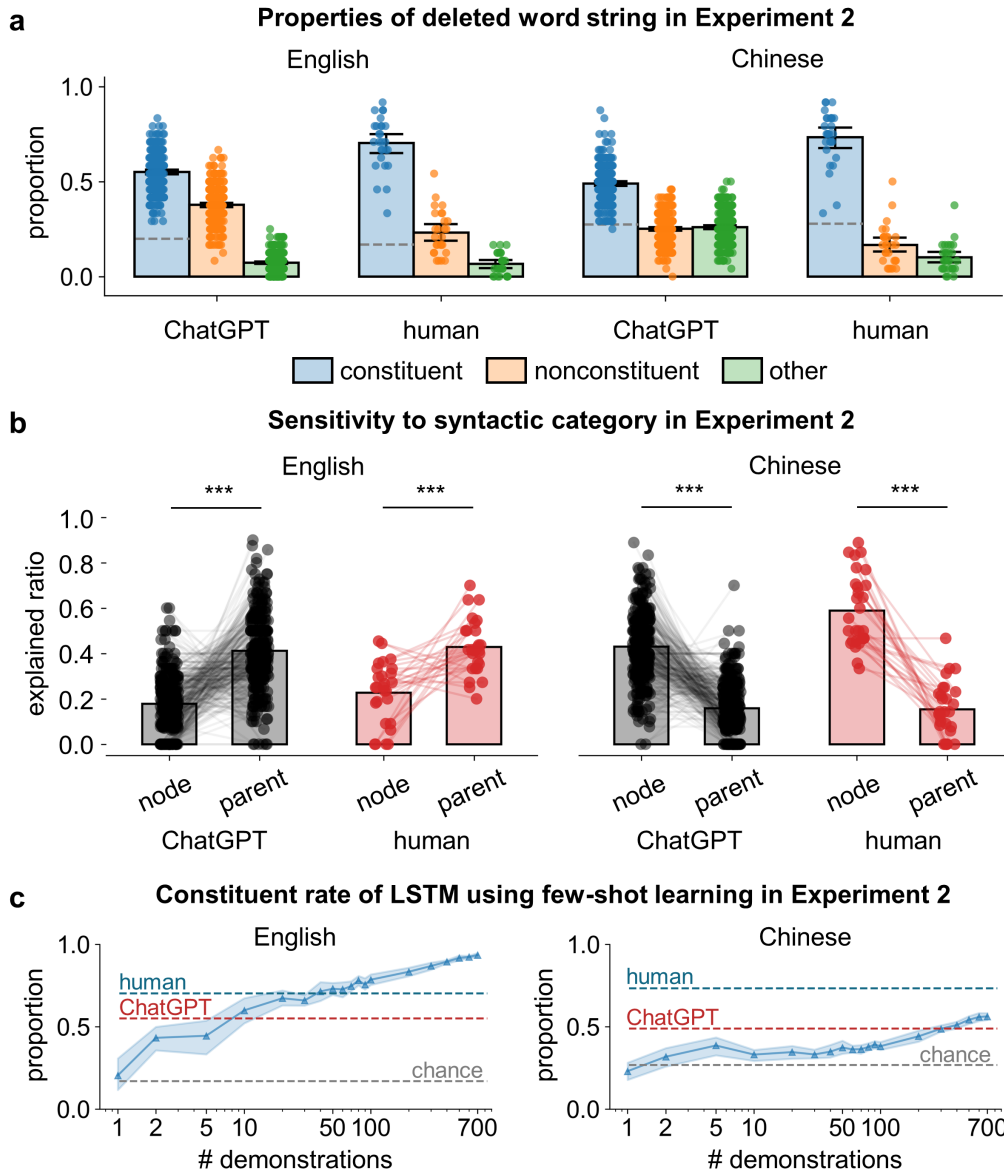 a
Properties of deleted word string in Experiment 2
English
Chinese
proportion
1.0
0.5
0.0
ChatGPT
human
ChatGPT
human
constituent
nonconstituent
other
b
Sensitivity to syntactic category in Experiment 2
English
Chinese
***
***
***
***
explained ratio
1.0
0.8
0.6
0.4
0.2
0.0
node
parent
node
parent
node
parent
node
parent
ChatGPT
human
ChatGPT
human
c
Constituent rate of LSTM using few-shot learning in Experiment 2
English
proportion
1.0
0.5
0.0
human
ChatGPT
chance
1 2 5 10 50 100 700
# demonstrations
Chinese
proportion
1.0
0.5
0.0
human
ChatGPT
chance
1 2 5 10 50 100 700
# demonstrations